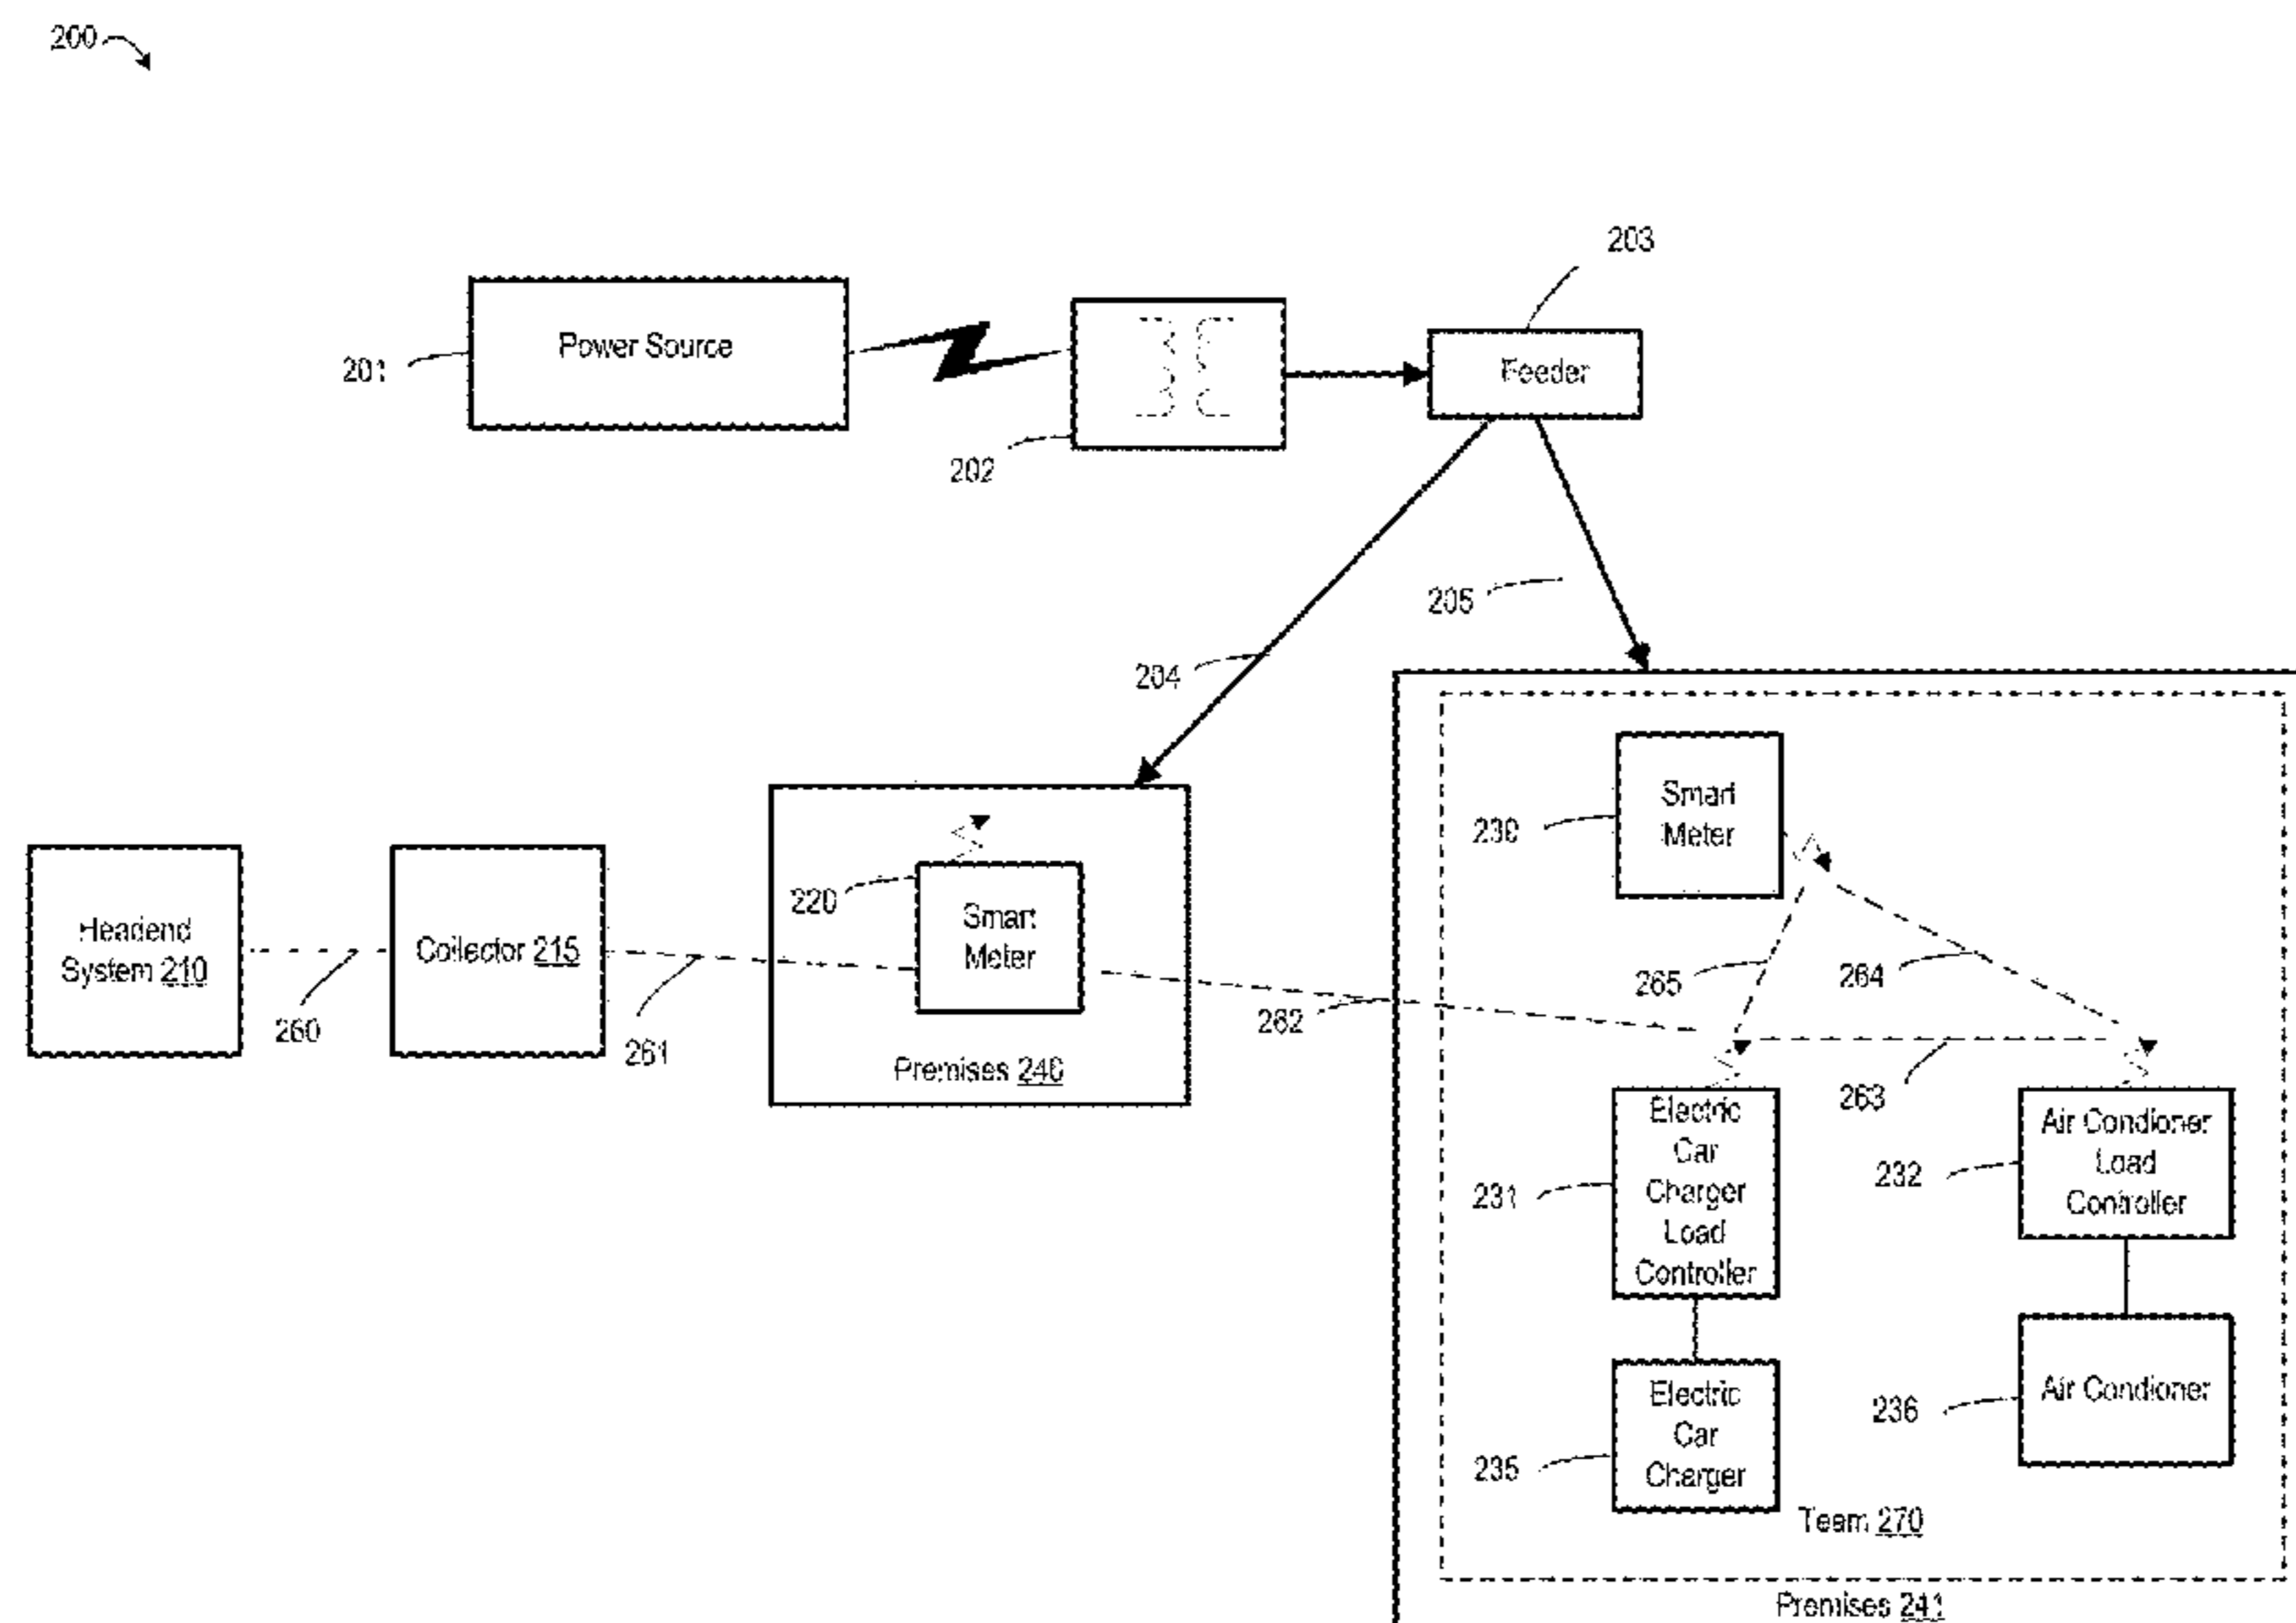 200
203
Power Source
201
Feeder
202
205
204
Smart
Meter
230
220
Smart
Meter
Headend
System 210
Collector 215
265
264
260
261
262
Premises 240
263
Electric
Car
Charger
Load
Controller
231
Air Condioner
Load
Controller
232
Electric
Car
Charger
235
Air Condioner
236
Team 270
Premises 241